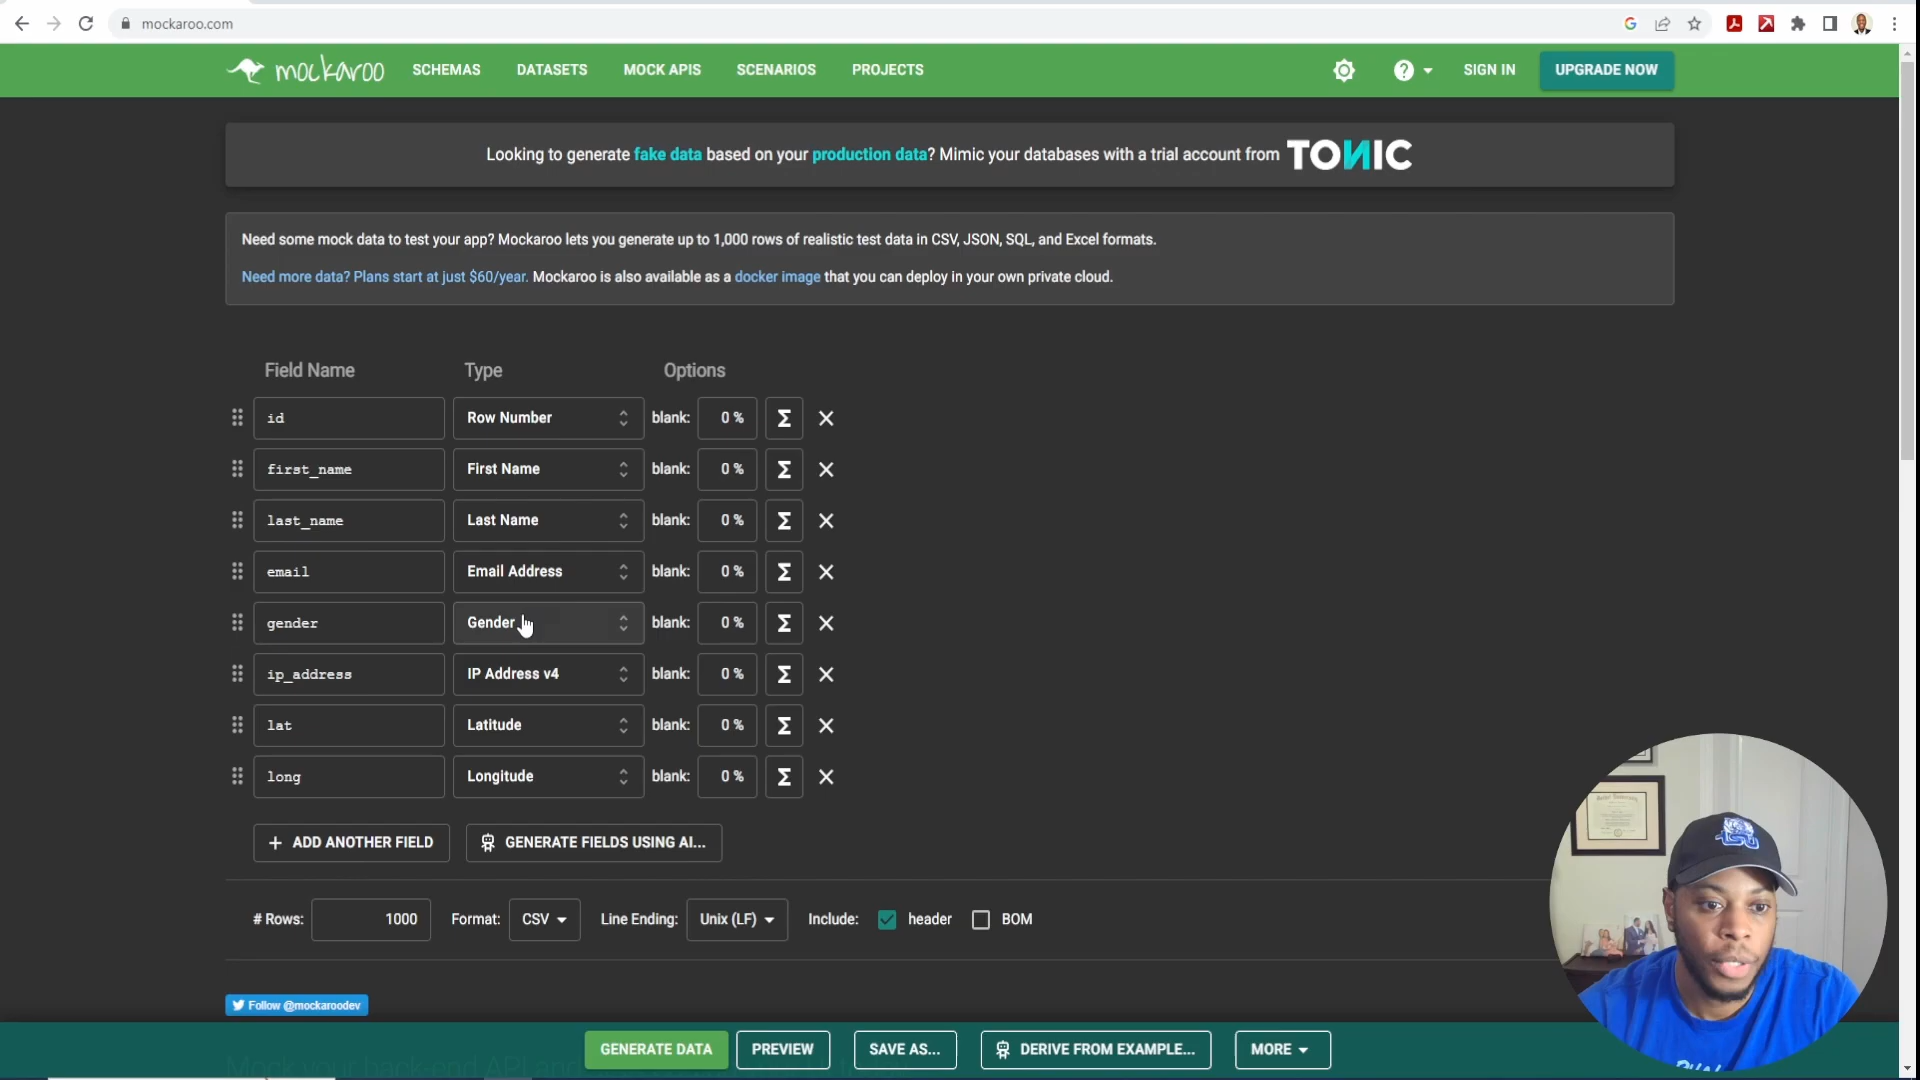 mockaroo.com
mockaroo SCHEMAS DATASETS MOCK APIS SCENARIOS PROJECTS ? SIGN IN UPGRADE NOW
Looking to generate fake data based on your production data? Mimic your databases with a trial account from TONIC
Need some mock data to test your app? Mockaroo lets you generate up to 1,000 rows of realistic test data in CSV, JSON, SQL, and Excel formats.
Need more data? Plans start at just $60/year. Mockaroo is also available as a docker image that you can deploy in your own private cloud.
Field Name Type Options
id Row Number blank: 0 % Σ
first_name First Name blank: 0 % Σ
last_name Last Name blank: 0 % Σ
email Email Address blank: 0 % Σ
gender Gender blank: 0 % Σ
ip_address IP Address v4 blank: 0 % Σ
lat Latitude blank: 0 % Σ
long Longitude blank: 0 % Σ
+ ADD ANOTHER FIELD GENERATE FIELDS USING AI...
# Rows: 1000 Format: CSV Line Ending: Unix (LF) Include: header BOM
Follow @mockaroodev
GENERATE DATA PREVIEW SAVE AS... DERIVE FROM EXAMPLE... MORE
Mock your back-end API and